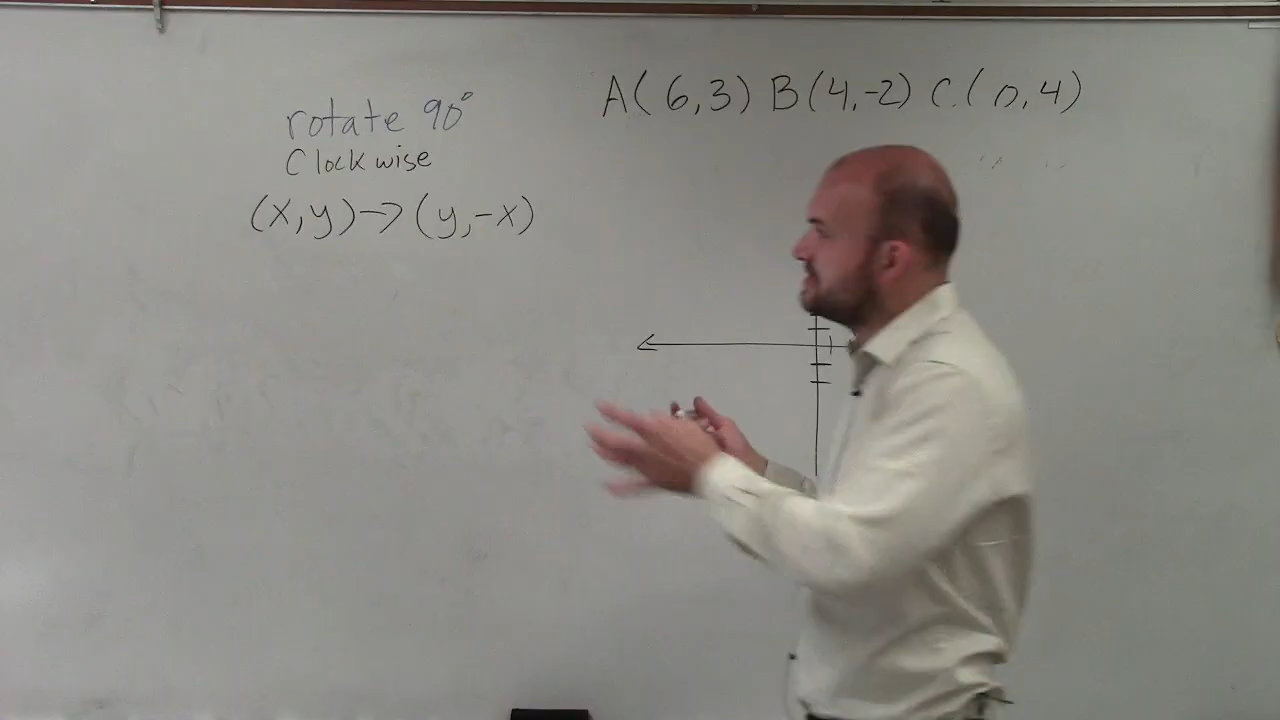 rotate 90°
Clockwise
(x,y)→(y,-x)
A(6,3) B(4,-2) C(0,4)